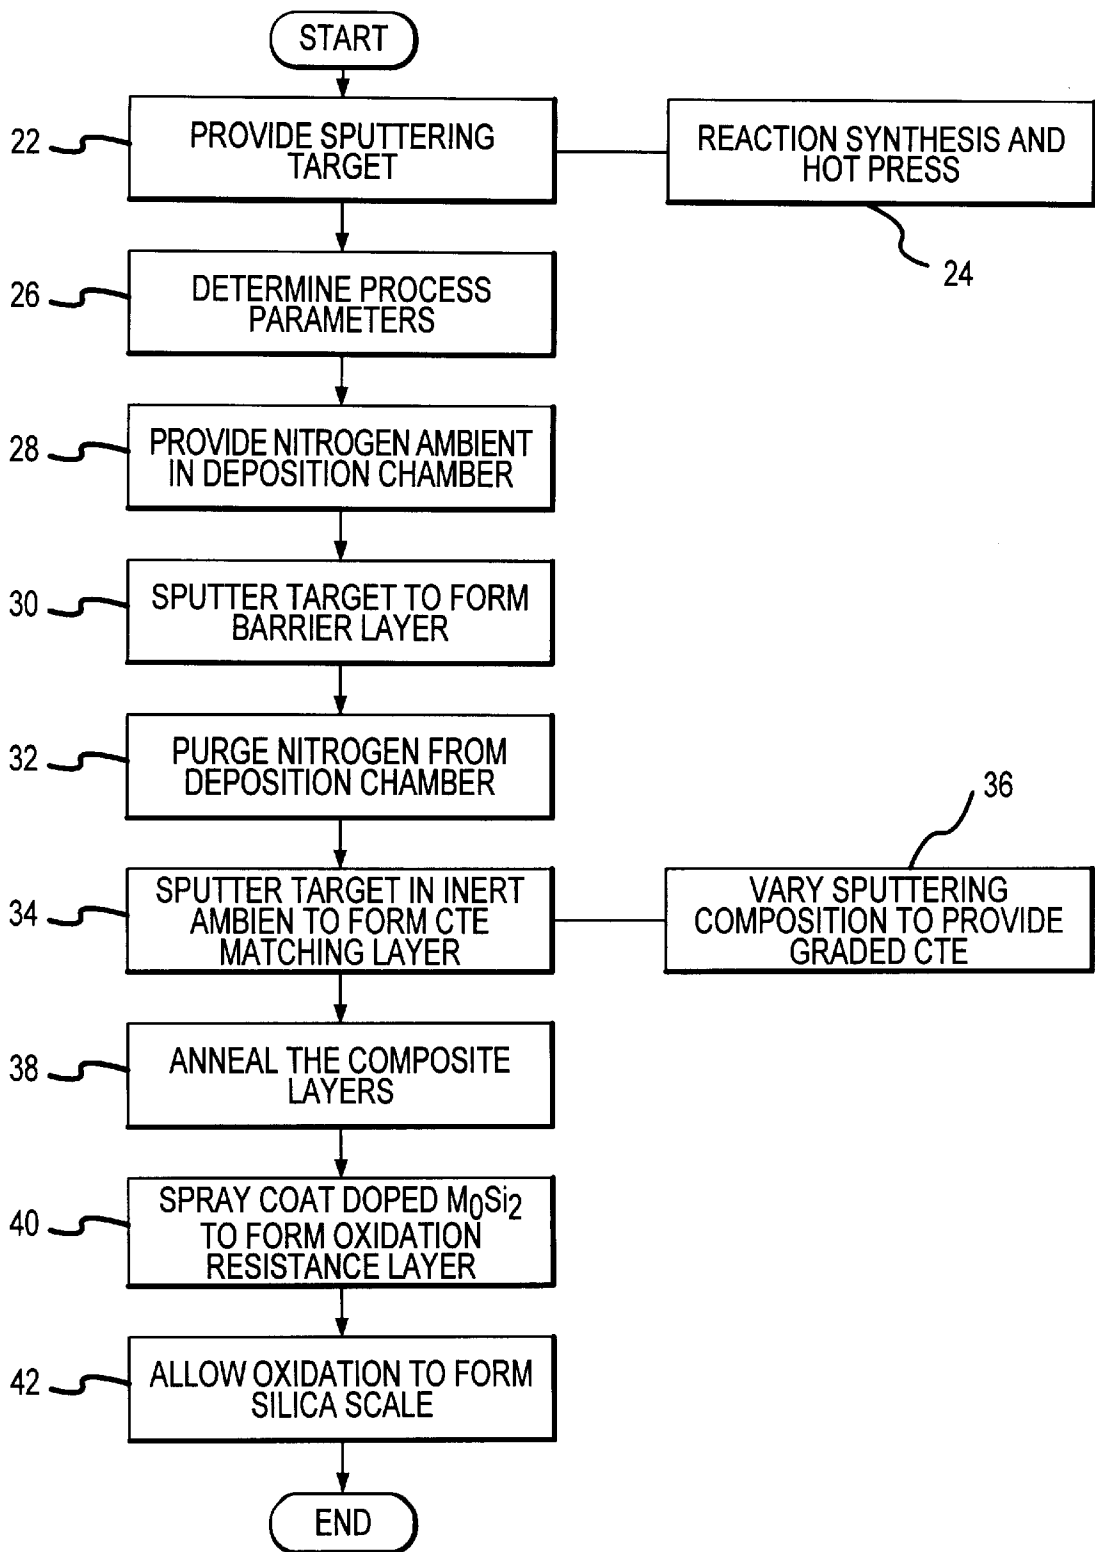 START
22
PROVIDE SPUTTERING
TARGET
REACTION SYNTHESIS AND
HOT PRESS
24
26
DETERMINE PROCESS
PARAMETERS
28
PROVIDE NITROGEN AMBIENT
IN DEPOSITION CHAMBER
30
SPUTTER TARGET TO FORM
BARRIER LAYER
32
PURGE NITROGEN FROM
DEPOSITION CHAMBER
36
34
SPUTTER TARGET IN INERT
AMBIEN TO FORM CTE
MATCHING LAYER
VARY SPUTTERING
COMPOSITION TO PROVIDE
GRADED CTE
38
ANNEAL THE COMPOSITE
LAYERS
40
SPRAY COAT DOPED M₀Si₂
TO FORM OXIDATION
RESISTANCE LAYER
42
ALLOW OXIDATION TO FORM
SILICA SCALE
END